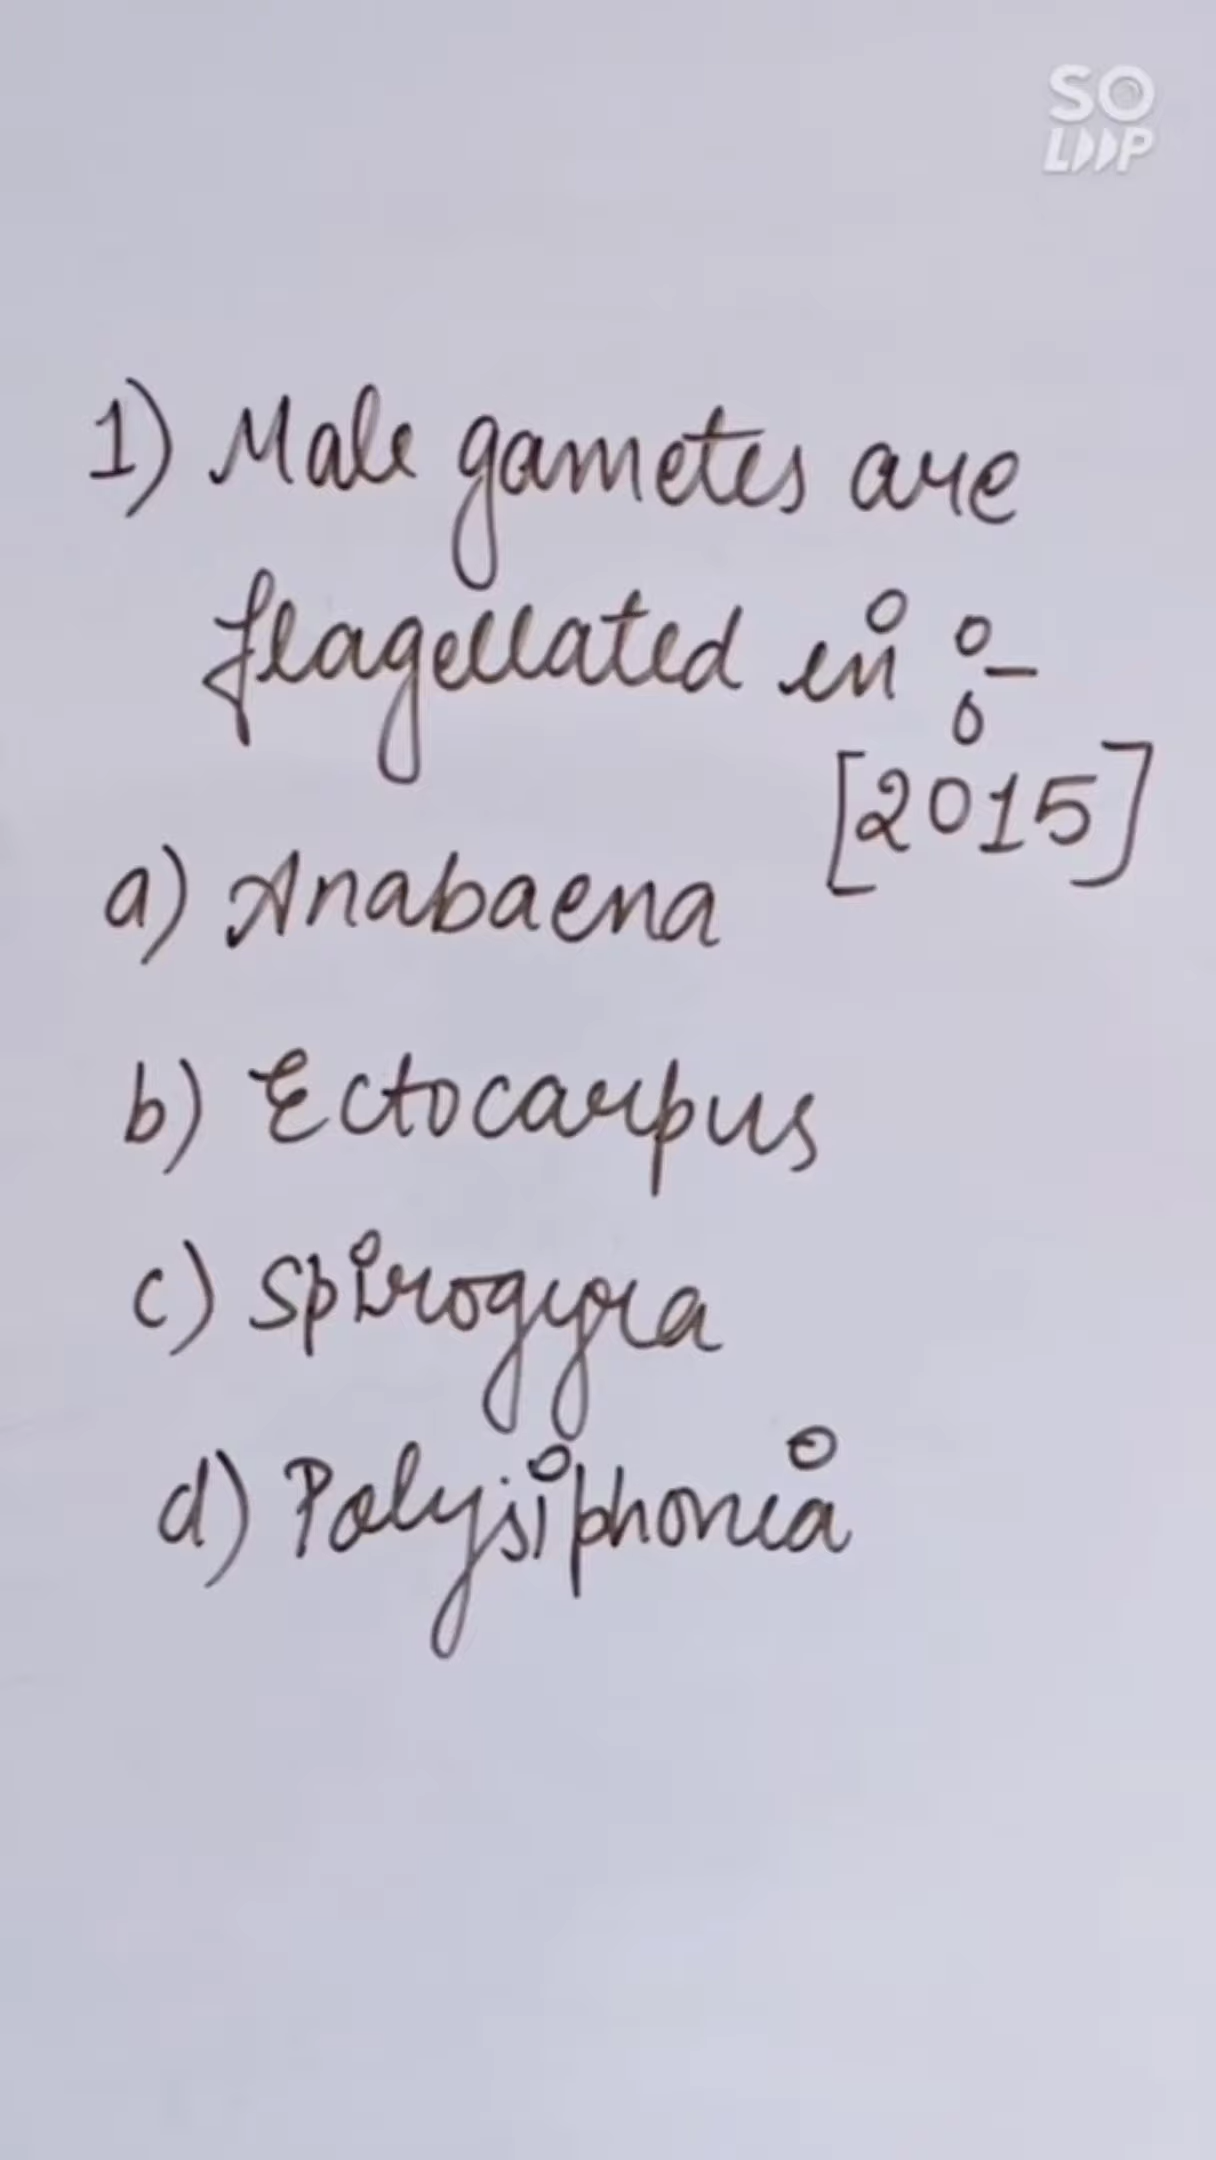 SO
LOOP
1) Male gametes are
flagellated in :-
[2015]
a) Anabaena
b) Ectocarpus
c) Spirogyra
d) Polysiphonia